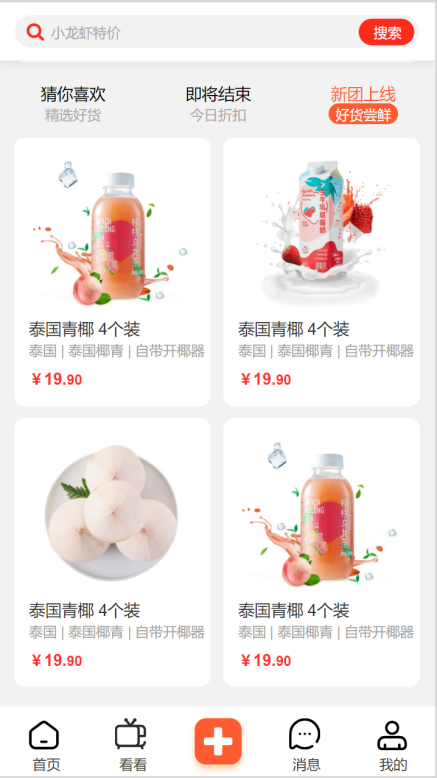 小龙虾特价
搜索
猜你喜欢 即将结束 新团上线
精选好货 今日折扣 好货尝鲜
泰国青椰 4个装
泰国 | 泰国椰青 | 自带开椰器
￥19.90
泰国青椰 4个装
泰国 | 泰国椰青 | 自带开椰器
￥19.90
泰国青椰 4个装
泰国 | 泰国椰青 | 自带开椰器
￥19.90
泰国青椰 4个装
泰国 | 泰国椰青 | 自带开椰器
￥19.90
首页 看看 消息 我的